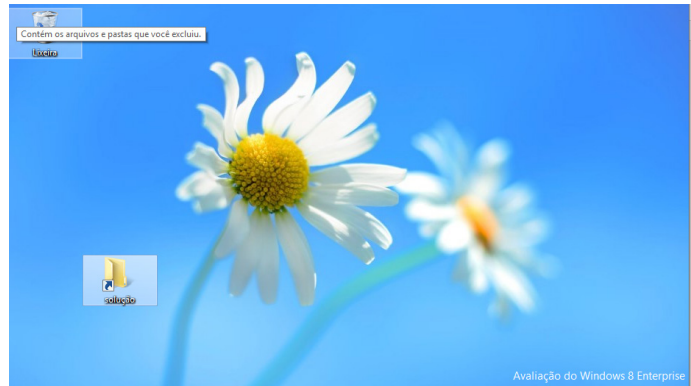 Contém os arquivos e pastas que você excluiu.
Lixeira
solução
Avaliação do Windows 8 Enterprise